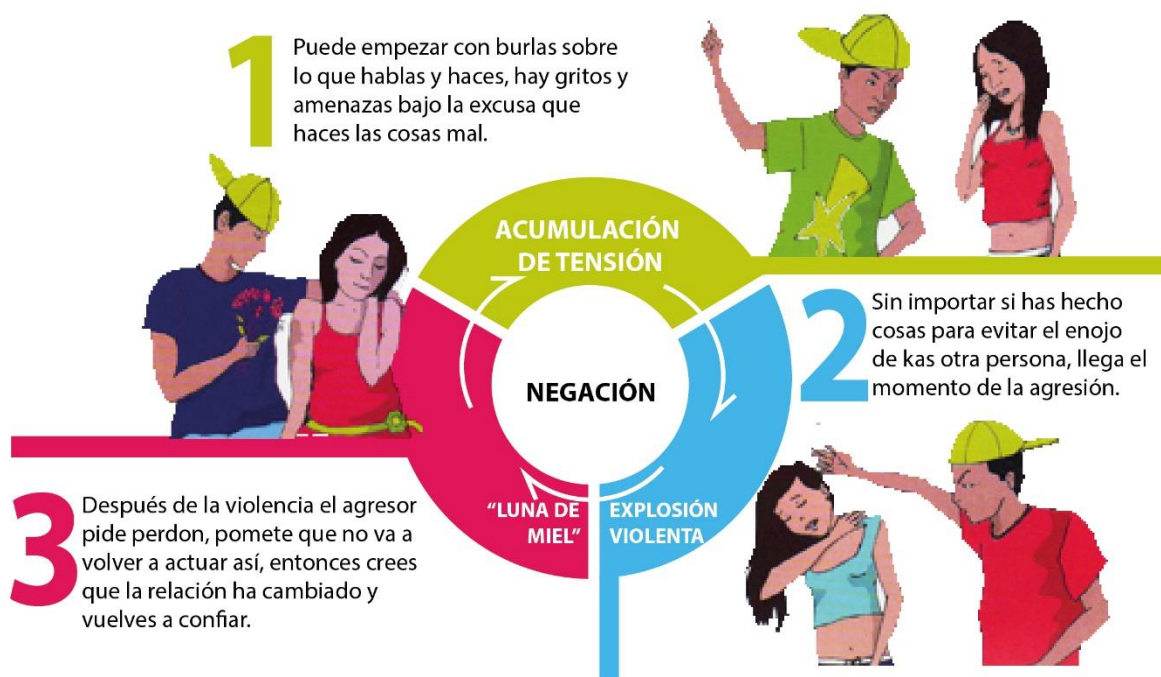 1
Puede empezar con burlas sobre
lo que hablas y haces, hay gritos y
amenazas bajo la excusa que
haces las cosas mal.
ACUMULACIÓN
DE TENSIÓN
2
Sin importar si has hecho
cosas para evitar el enojo
de kas otra persona, llega el
momento de la agresión.
NEGACIÓN
EXPLOSIÓN
VIOLENTA
"LUNA DE
MIEL"
3
Después de la violencia el agresor
pide perdon, pomete que no va a
volver a actuar así, entonces crees
que la relación ha cambiado y
vuelves a confiar.